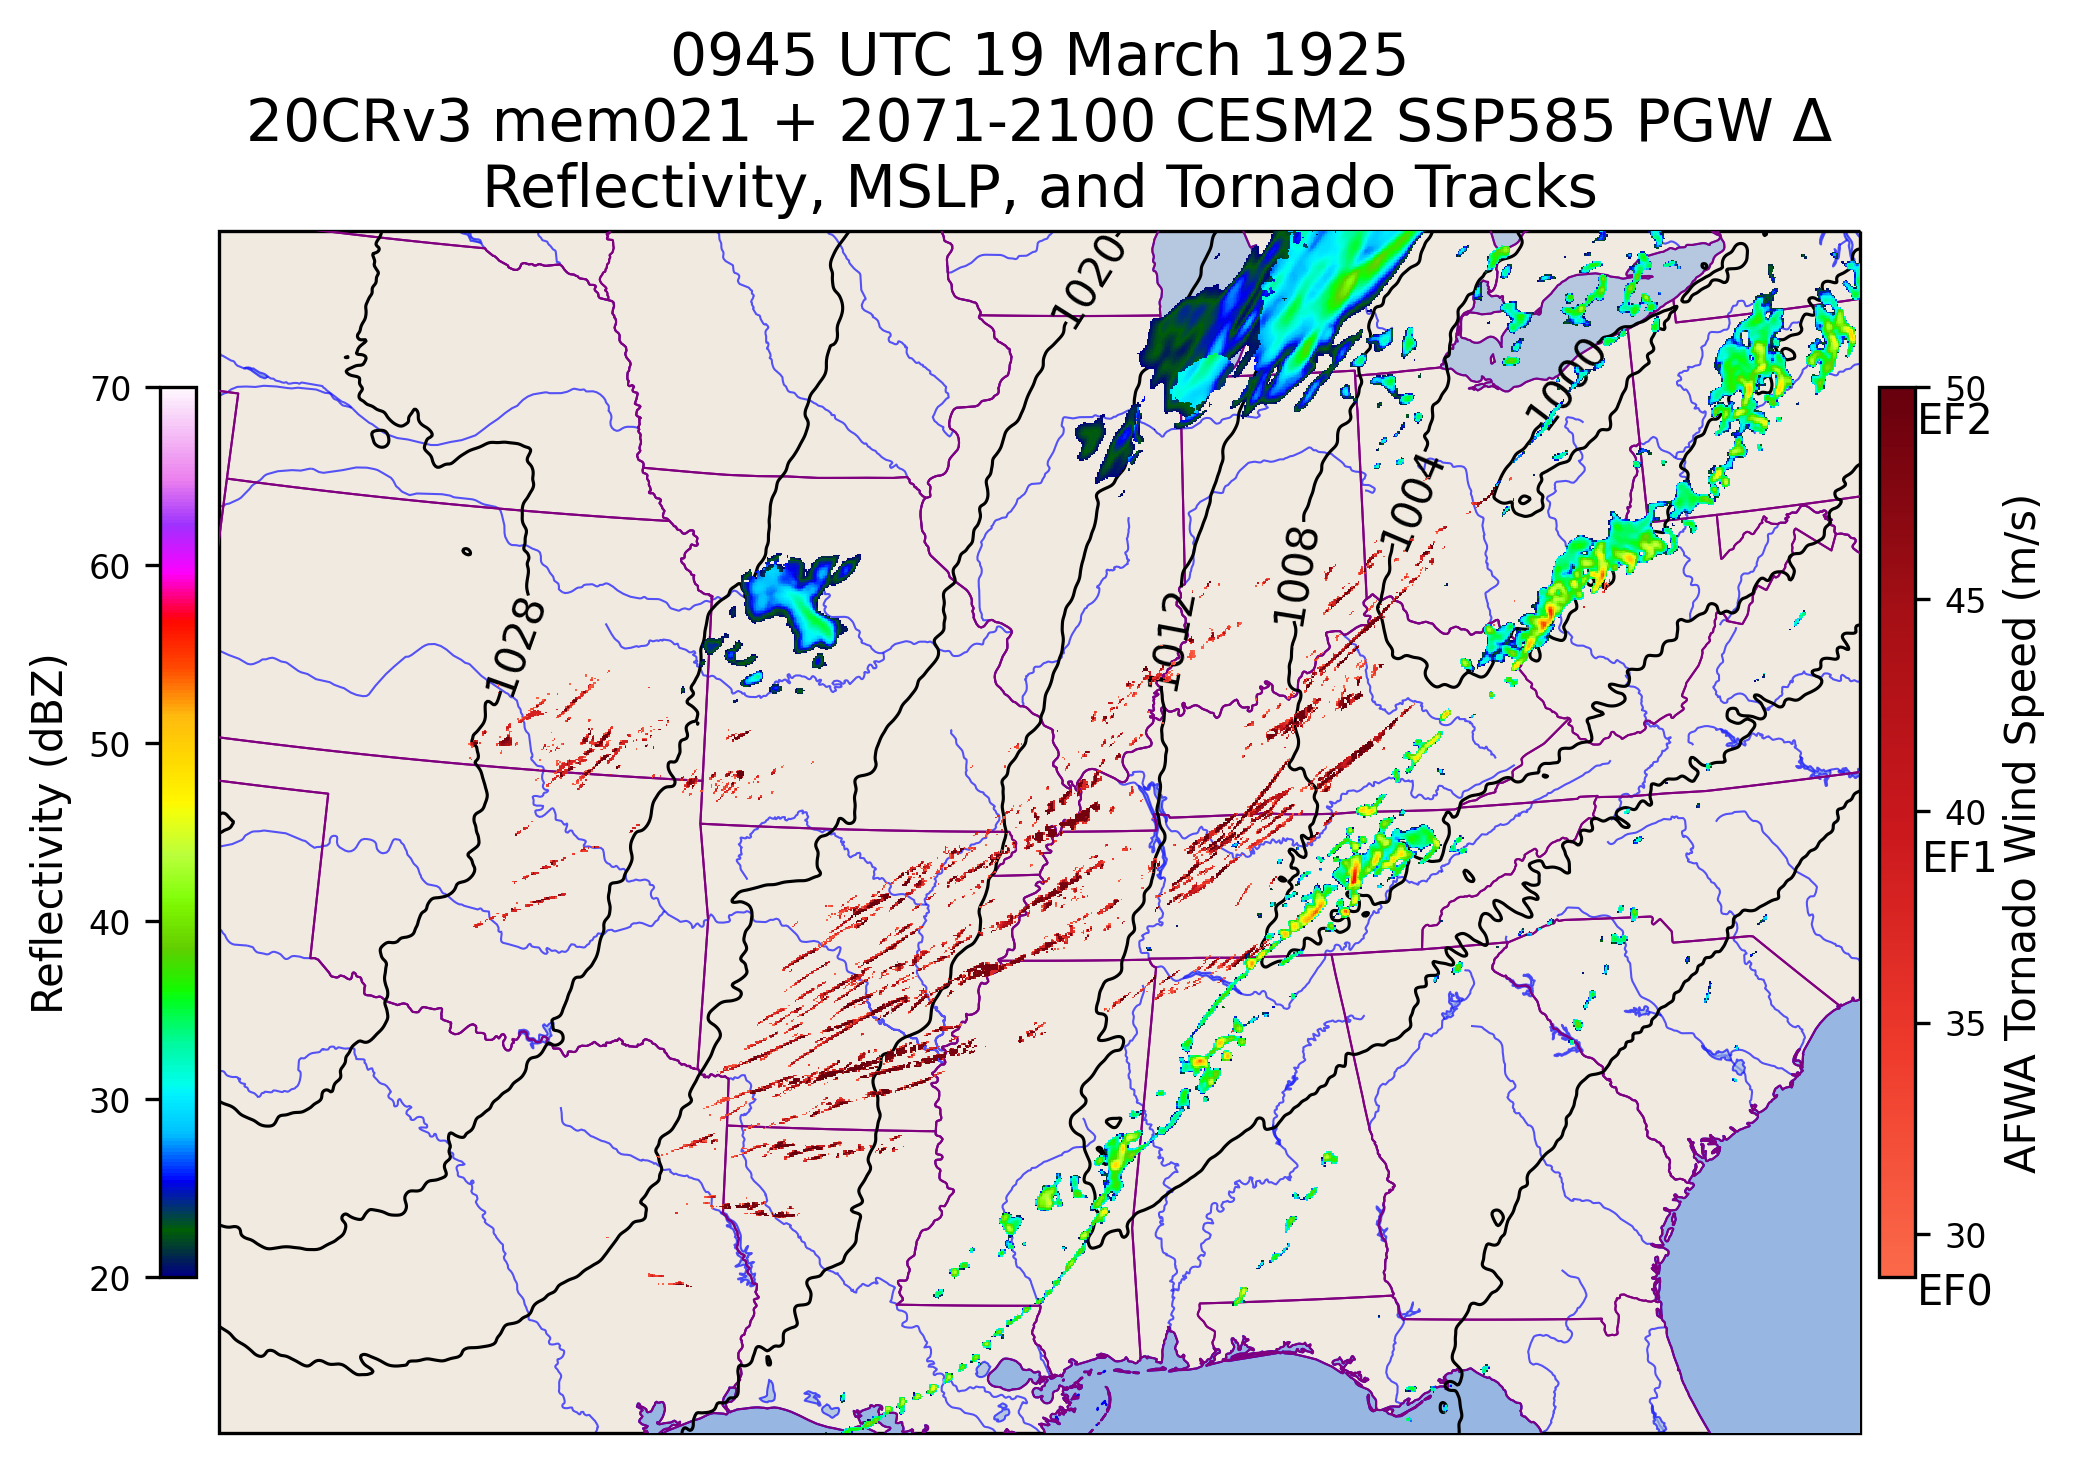 0945 UTC 19 March 1925
20CRv3 mem021 + 2071-2100 CESM2 SSP585 PGW Δ
Reflectivity, MSLP, and Tornado Tracks
Reflectivity (dBZ)
70
60
50
40
30
20
1020
1000
1004
1008
1012
1028
50
EF2
45
40
EF1
35
30
EF0
AFWA Tornado Wind Speed (m/s)